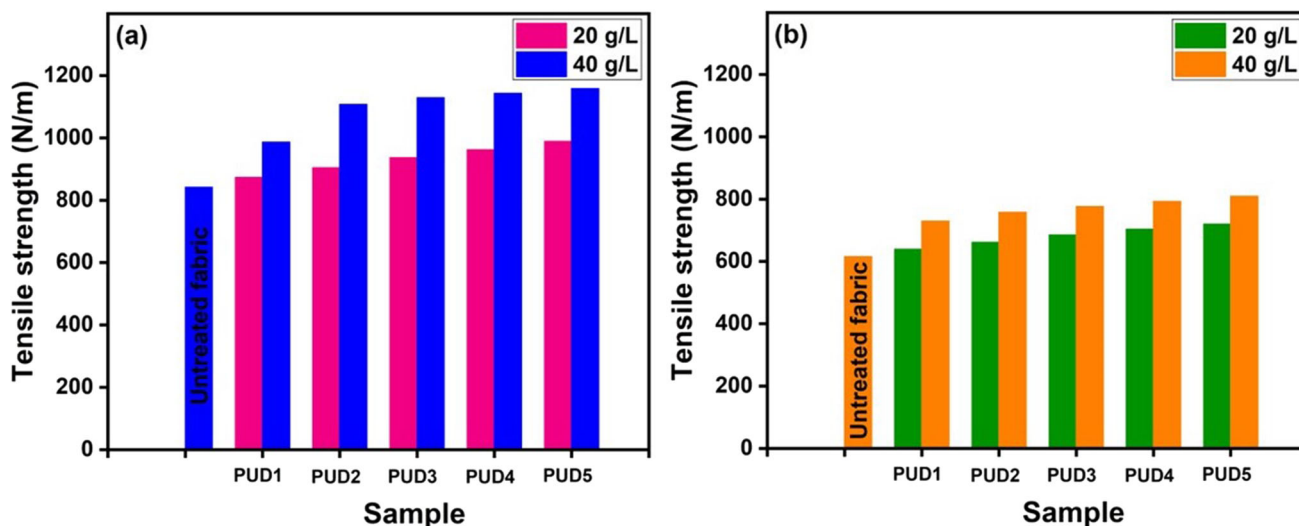 (a)
20 g/L
40 g/L
Tensile strength (N/m)
1200
1000
800
600
400
200
0
Untreated fabric
PUD1 PUD2 PUD3 PUD4 PUD5
Sample
(b)
20 g/L
40 g/L
Tensile strength (N/m)
1200
1000
800
600
400
200
0
Untreated fabric
PUD1 PUD2 PUD3 PUD4 PUD5
Sample